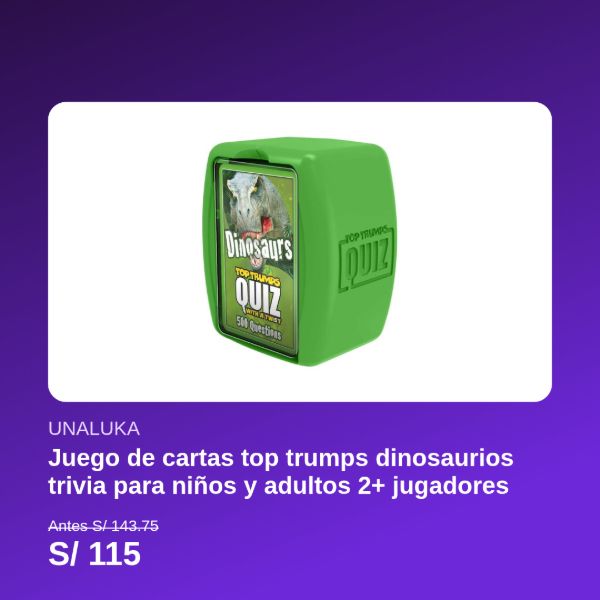 Dinosaurs
TOP TRUMPS
QUIZ
WITH A TWIST
500 Questions
TOP TRUMPS
QUIZ
UNALUKA
Juego de cartas top trumps dinosaurios
trivia para niños y adultos 2+ jugadores
Antes S/ 143.75
S/ 115